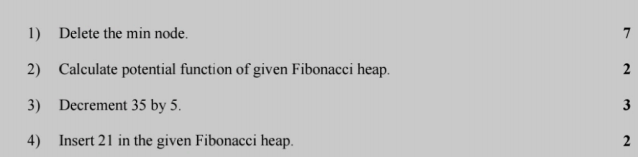 1) Delete the min node. 7
2) Calculate potential function of given Fibonacci heap. 2
3) Decrement 35 by 5. 3
4) Insert 21 in the given Fibonacci heap. 2